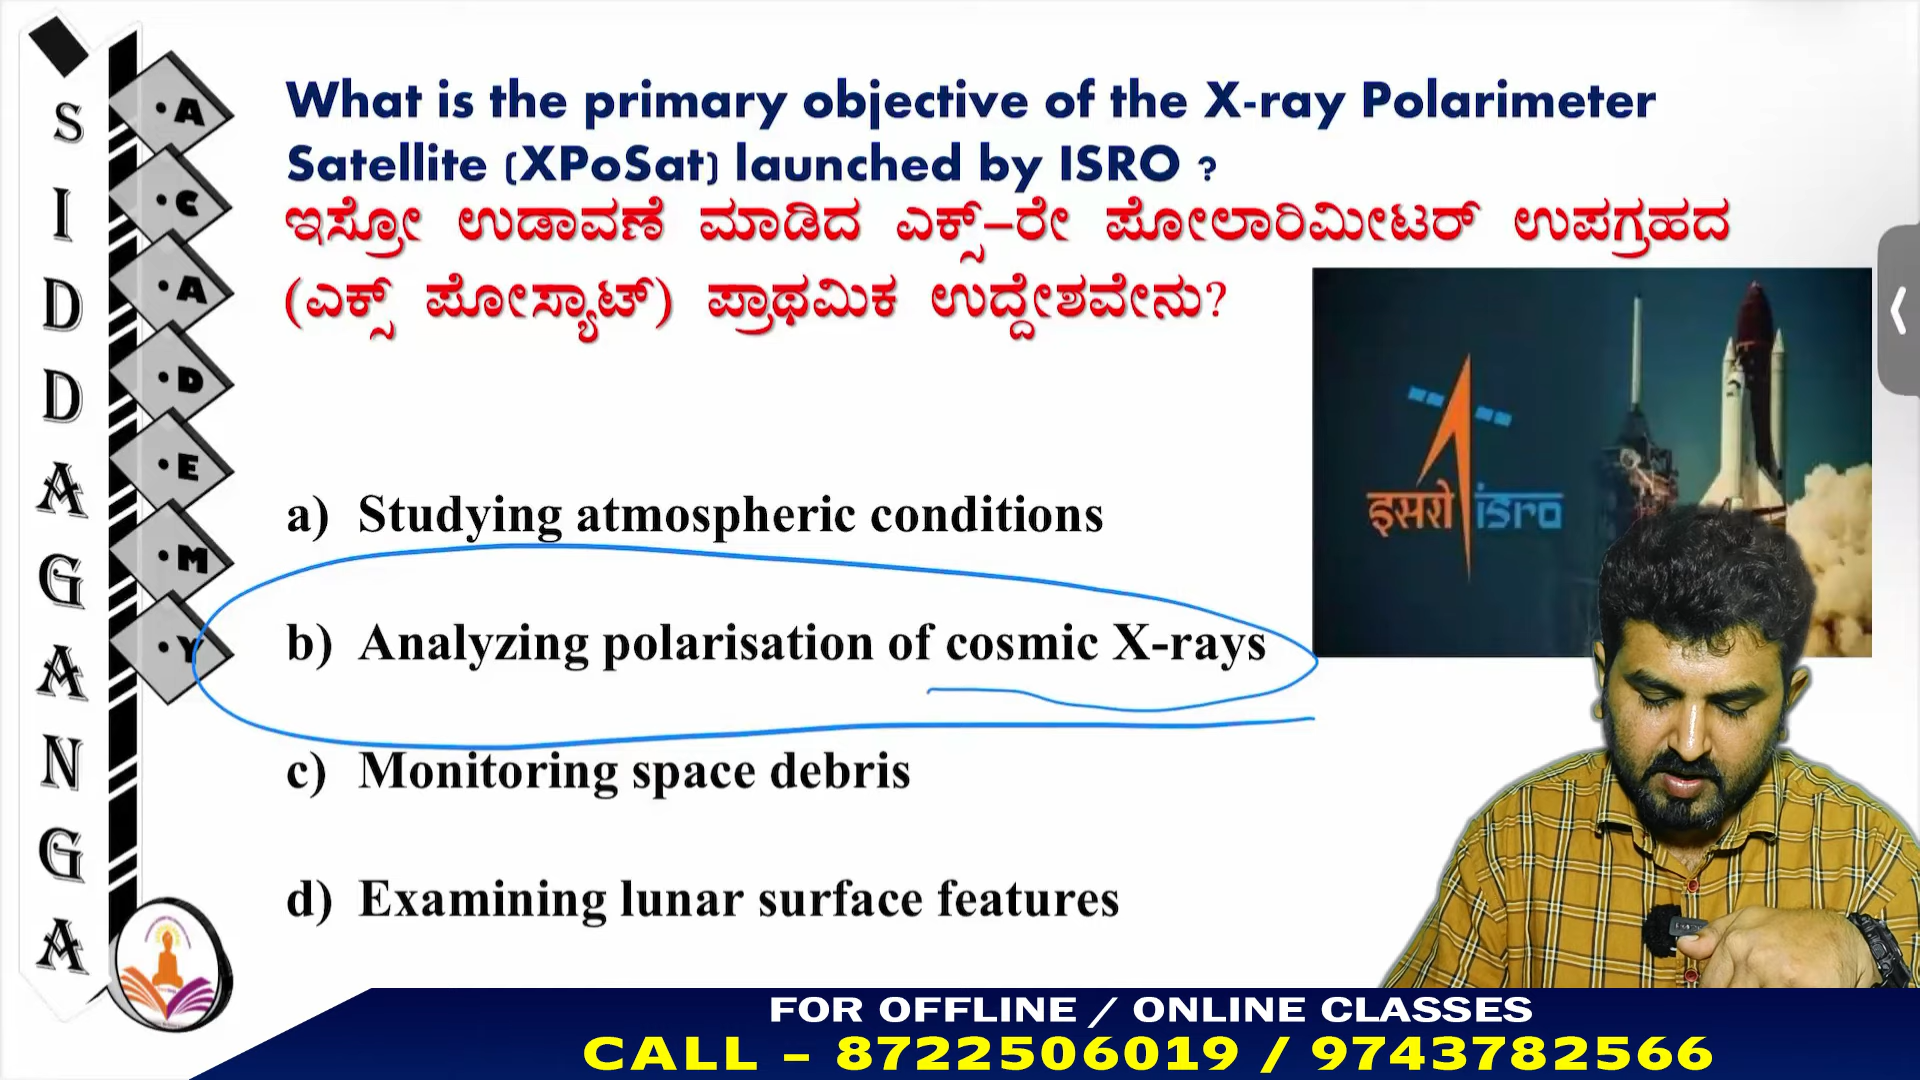 SIDDAGANGA
• A
• C
• A
• D
• E
• M
• Y
What is the primary objective of the X-ray Polarimeter
Satellite (XPoSat) launched by ISRO ?
ಇಸ್ರೋ ಉಡಾವಣೆ ಮಾಡಿದ ಎಕ್ಸ್–ರೇ ಪೋಲಾರಿಮೀಟರ್ ಉಪಗ್ರಹದ
(ಎಕ್ಸ್ ಪೋಸ್ಯಾಟ್) ಪ್ರಾಥಮಿಕ ಉದ್ದೇಶವೇನು?
इसरो isro
a) Studying atmospheric conditions
b) Analyzing polarisation of cosmic X-rays
c) Monitoring space debris
d) Examining lunar surface features
FOR OFFLINE / ONLINE CLASSES
CALL – 8722506019 / 9743782566